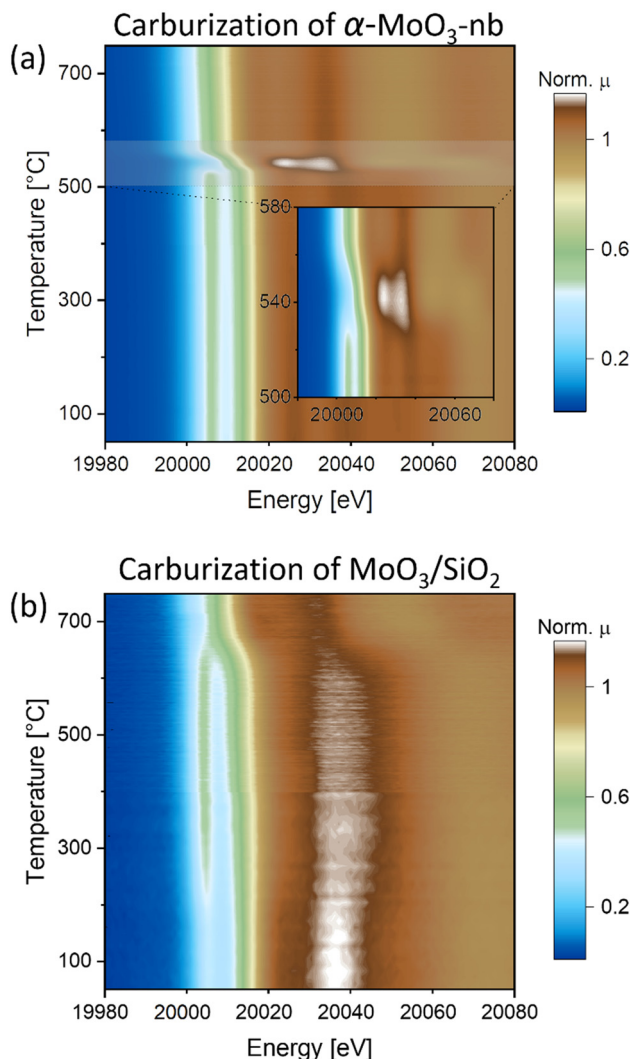 Carburization of α-MoO₃-nb
(a)
Norm. μ
700
500
300
100
Temperature [°C]
1
0.6
0.2
580
540
500
20000 20060
19980 20000 20020 20040 20060 20080
Energy [eV]
Carburization of MoO₃/SiO₂
(b)
Norm. μ
700
500
300
100
Temperature [°C]
1
0.6
0.2
19980 20000 20020 20040 20060 20080
Energy [eV]